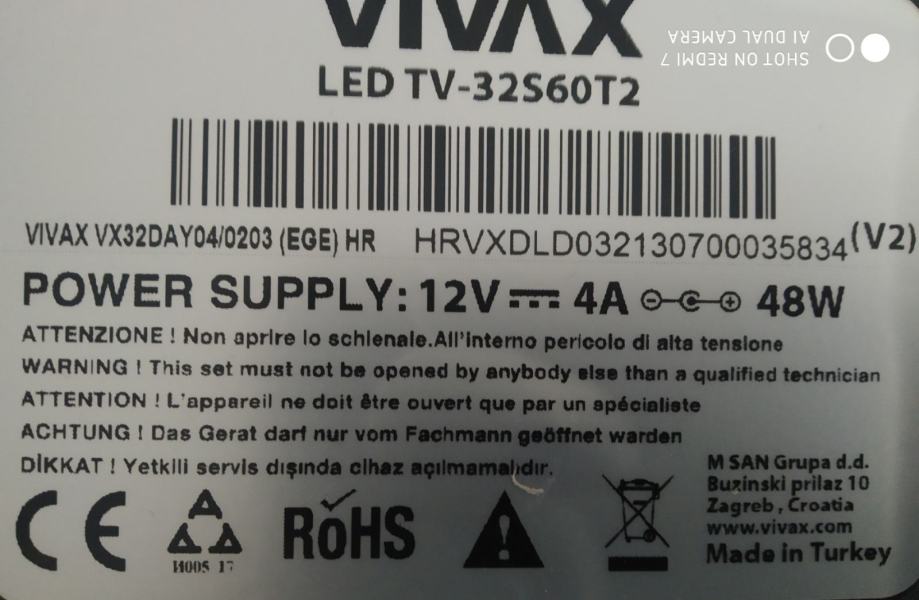 VIVAX
LED TV-32S60T2
VIVAX VX32DAY04/0203 (EGE) HR HRVXDLD032130700035834 (V2)
POWER SUPPLY: 12V 4A 48W
ATTENZIONE ! Non aprire lo schienale.All'interno pericolo di alta tensione
WARNING ! This set must not be opened by anybody else than a qualified technician
ATTENTION ! L'appareil ne doit être ouvert que par un spécialiste
ACHTUNG ! Das Gerat darf nur vom Fachmann geöffnet warden
DİKKAT ! Yetkili servis dışında cihaz açılmamalıdır.
CE
RoHS
M SAN Grupa d.d.
Buzinski prilaz 10
Zagreb , Croatia
www.vivax.com
Made in Turkey
SHOT ON REDMI 7
AI DUAL CAMERA